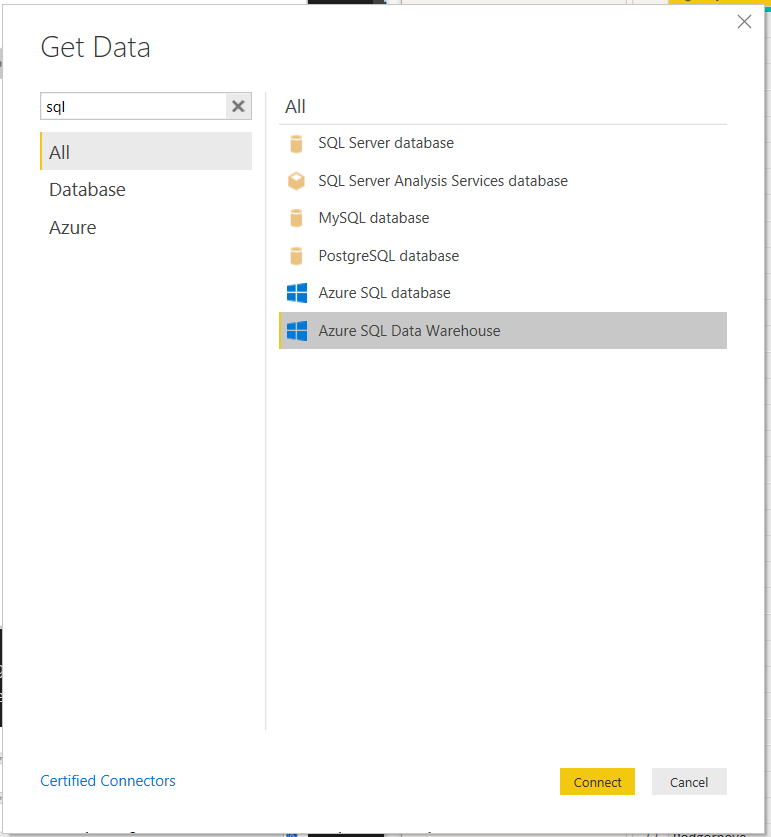 Get Data
sql
All
Database
Azure
All
SQL Server database
SQL Server Analysis Services database
MySQL database
PostgreSQL database
Azure SQL database
Azure SQL Data Warehouse
Certified Connectors
Connect
Cancel